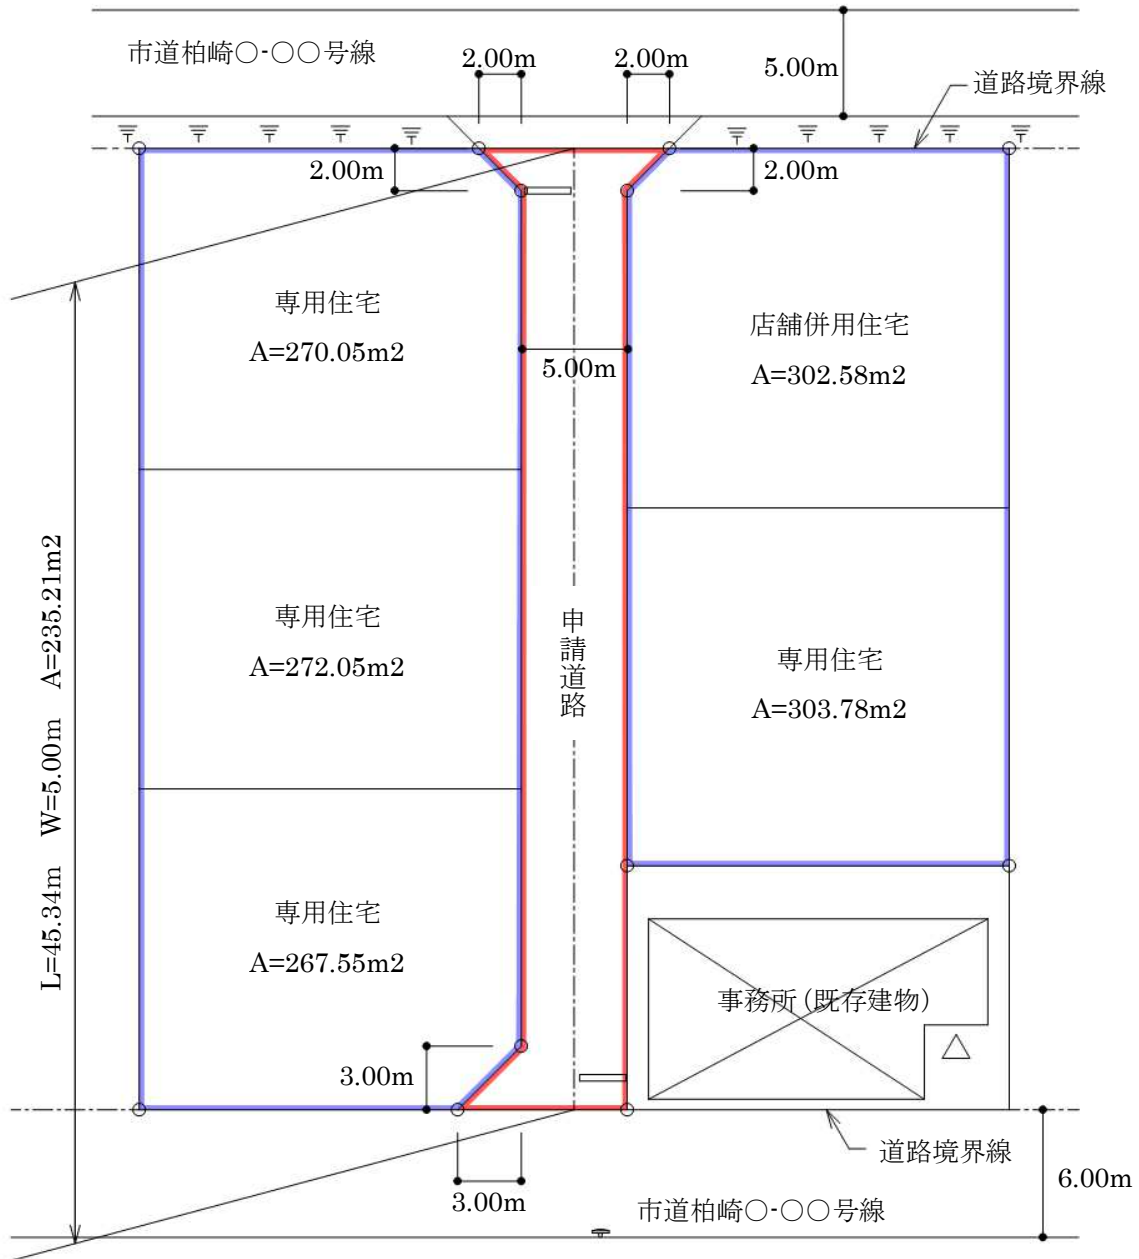 市道柏崎○-○○号線
2.00m
2.00m
5.00m
道路境界線
2.00m
2.00m
専用住宅
A=270.05m2
店舗併用住宅
A=302.58m2
5.00m
専用住宅
A=272.05m2
申請道路
専用住宅
A=303.78m2
L=45.34m W=5.00m A=235.21m2
専用住宅
A=267.55m2
事務所(既存建物)
3.00m
3.00m
道路境界線
6.00m
市道柏崎○-○○号線